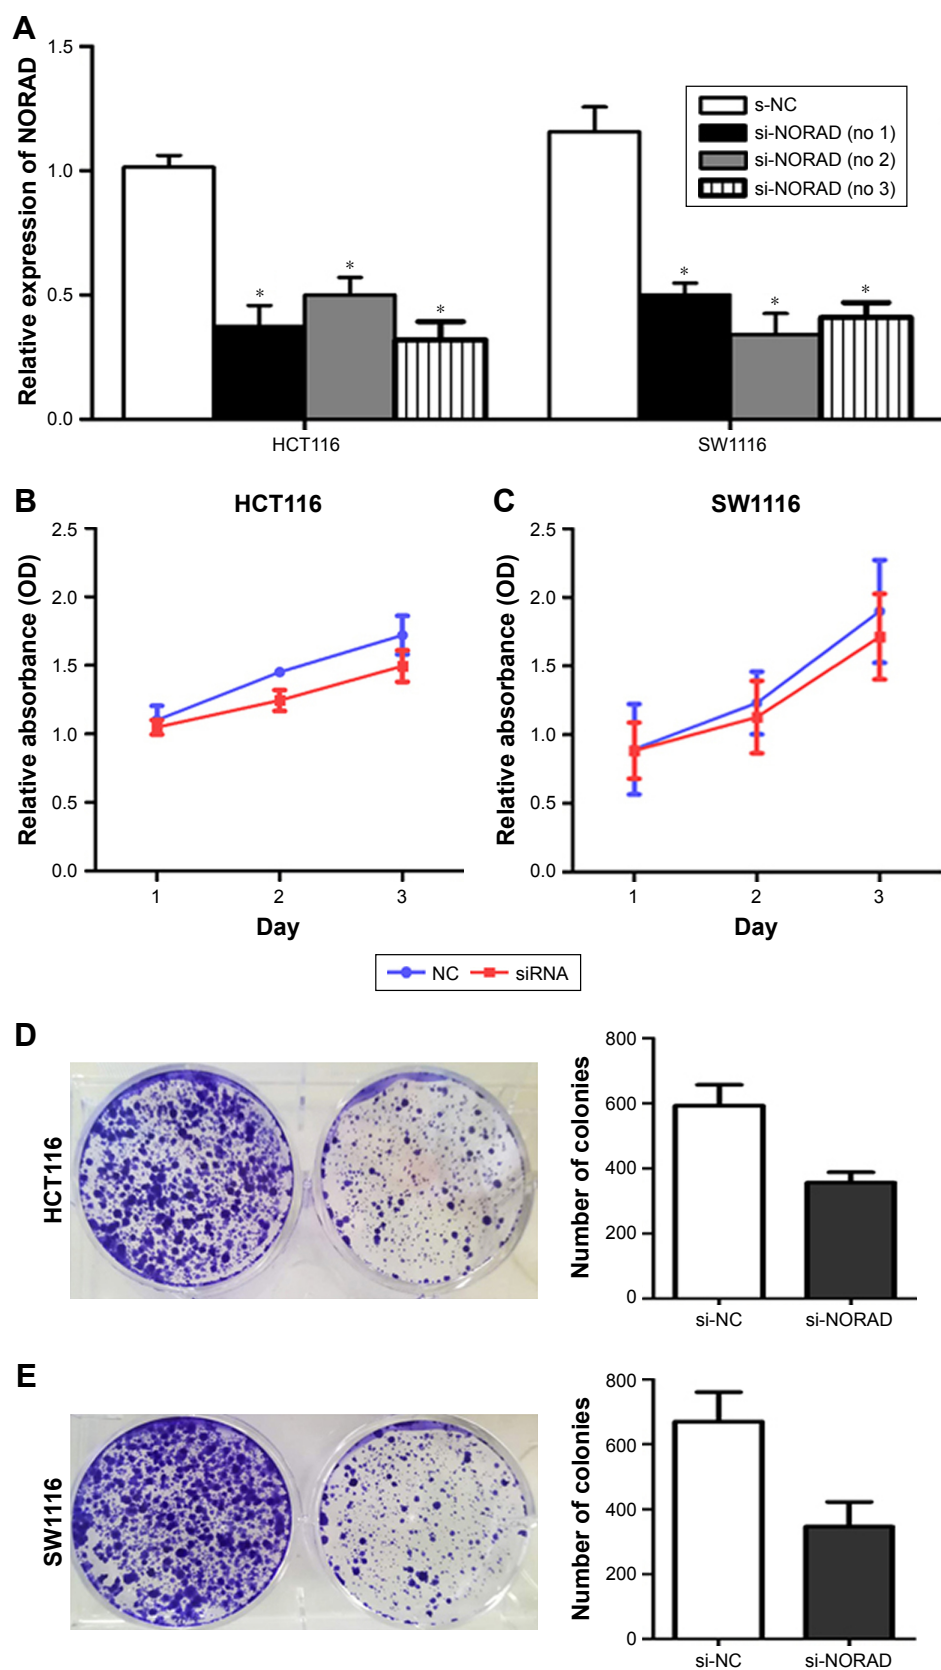 A
Relative expression of NORAD
1.5
1.0
0.5
0.0
s-NC
si-NORAD (no 1)
si-NORAD (no 2)
si-NORAD (no 3)
*
*
*
*
*
*
HCT116
SW1116
B
HCT116
Relative absorbance (OD)
2.5
2.0
1.5
1.0
0.5
0.0
1
2
3
Day
C
SW1116
Relative absorbance (OD)
2.5
2.0
1.5
1.0
0.5
0.0
1
2
3
Day
NC
siRNA
D
HCT116
Number of colonies
800
600
400
200
0
si-NC
si-NORAD
E
SW1116
Number of colonies
800
600
400
200
0
si-NC
si-NORAD